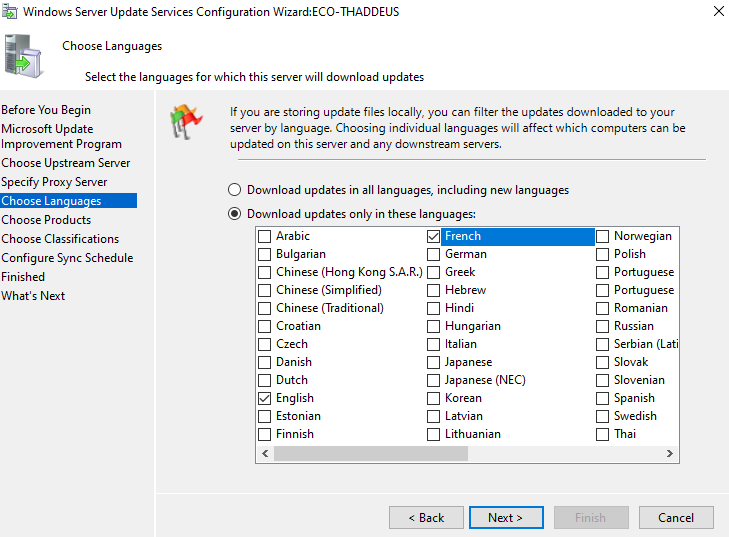 Windows Server Update Services Configuration Wizard:ECO-THADDEUS
Choose Languages
Select the languages for which this server will download updates
Before You Begin
Microsoft Update
Improvement Program
Choose Upstream Server
Specify Proxy Server
Choose Languages
Choose Products
Choose Classifications
Configure Sync Schedule
Finished
What's Next
If you are storing update files locally, you can filter the updates downloaded to your
server by language. Choosing individual languages will affect which computers can be
updated on this server and any downstream servers.
Download updates in all languages, including new languages
Download updates only in these languages:
Arabic
Bulgarian
Chinese (Hong Kong S.A.R.)
Chinese (Simplified)
Chinese (Traditional)
Croatian
Czech
Danish
Dutch
English
Estonian
Finnish
French
German
Greek
Hebrew
Hindi
Hungarian
Italian
Japanese
Japanese (NEC)
Korean
Latvian
Lithuanian
Norwegian
Polish
Portuguese
Portuguese
Romanian
Russian
Serbian (Lati
Slovak
Slovenian
Spanish
Swedish
Thai
< Back
Next >
Finish
Cancel